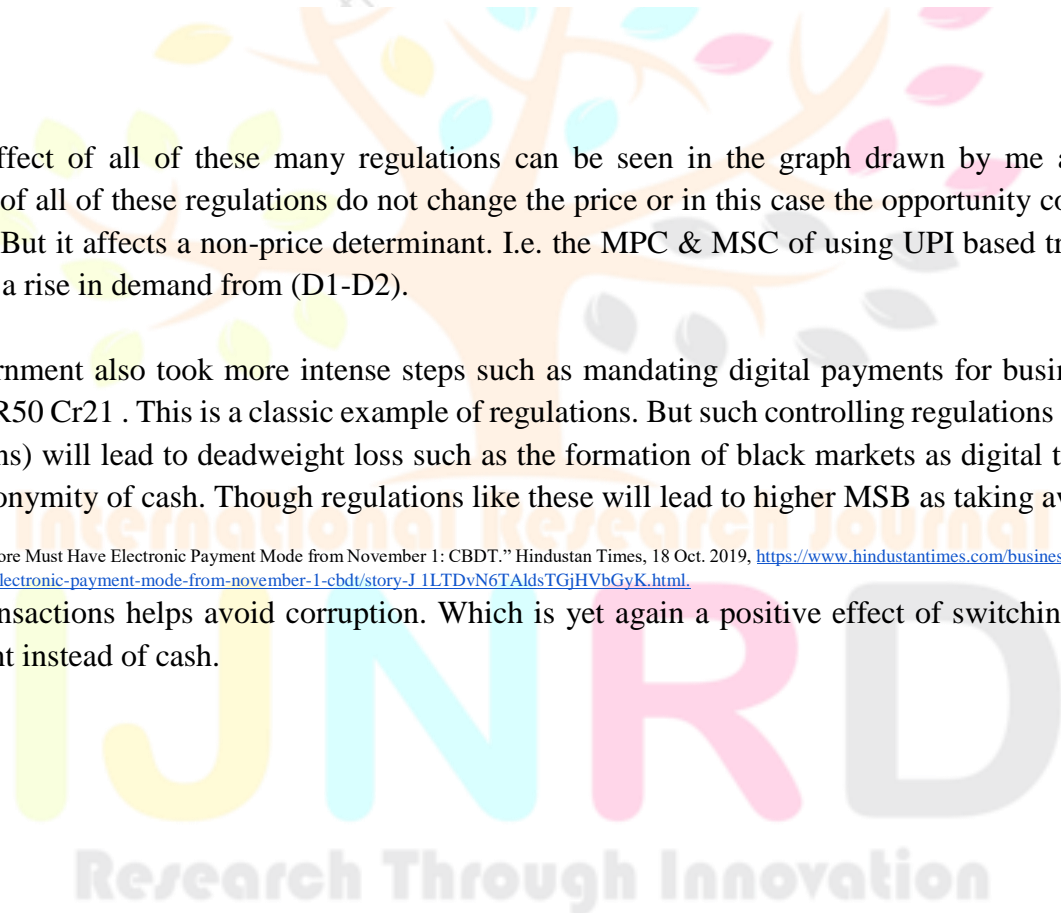 ffect of all of these many regulations can be seen in the graph drawn by me a
of all of these regulations do not change the price or in this case the opportunity co
But it affects a non-price determinant. I.e. the MPC & MSC of using UPI based tr
a rise in demand from (D1-D2).
rnment also took more intense steps such as mandating digital payments for busin
R50 Cr21 . This is a classic example of regulations. But such controlling regulations
ns) will lead to deadweight loss such as the formation of black markets as digital t
onymity of cash. Though regulations like these will lead to higher MSB as taking av
International Research Journal
ore Must Have Electronic Payment Mode from November 1: CBDT.” Hindustan Times, 18 Oct. 2019, https://www.hindustantimes.com/busines
lectronic-payment-mode-from-november-1-cbdt/story-J 1LTDvN6TAldsTGjHVbGyK.html.
nsactions helps avoid corruption. Which is yet again a positive effect of switchin
nt instead of cash.
IJNRD
Research Through Innovation